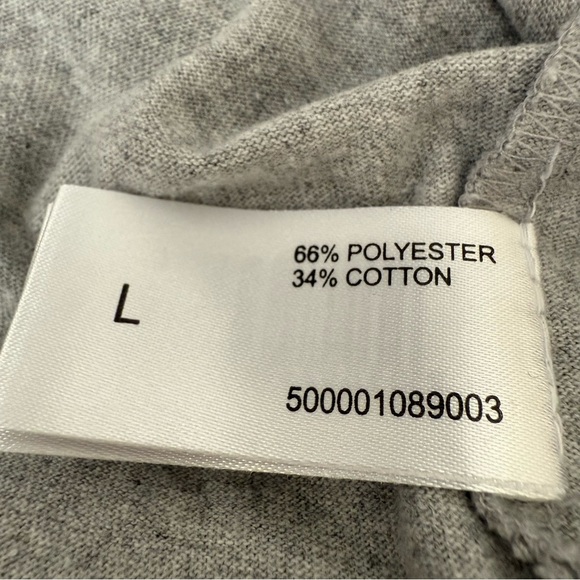 66% POLYESTER
34% COTTON
L
500001089003